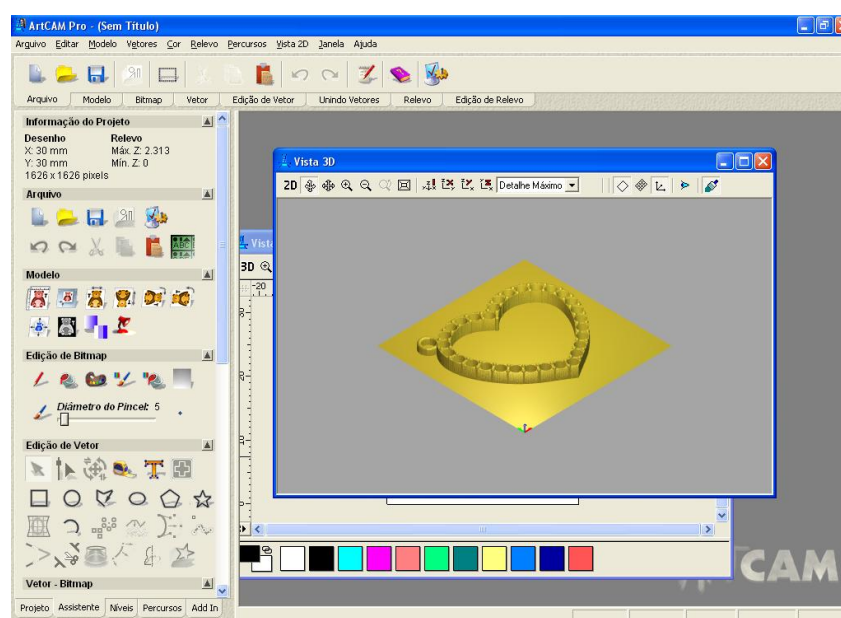 ArtCAM Pro - (Sem Título)
Arquivo Editar Modelo Vetores Cor Relevo Percursos Vista 2D Janela Ajuda
Arquivo Modelo Bitmap Vetor Edição de Vetor Unindo Vetores Relevo Edição de Relevo
Informação do Projeto
Desenho Relevo
X: 30 mm Máx. Z: 2.313
Y: 30 mm Mín. Z: 0
1626 x 1626 pixels
Arquivo
Modelo
Edição de Bitmap
Diâmetro do Pincel: 5
Edição de Vetor
Vetor - Bitmap
Projeto Assistente Níveis Percursos Add In
Vista 3D
2D Detalhe Máximo
Vist
3D
-20
ABC
CAM